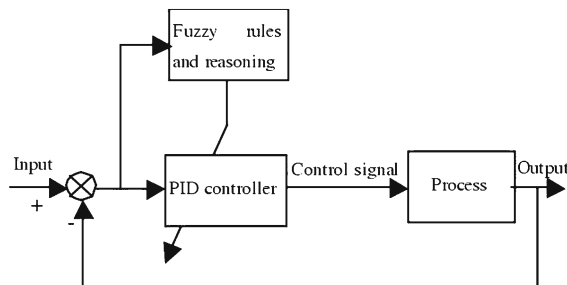 Fuzzy rules
and reasoning
Input
+
-
PID controller
Control signal
Process
Output